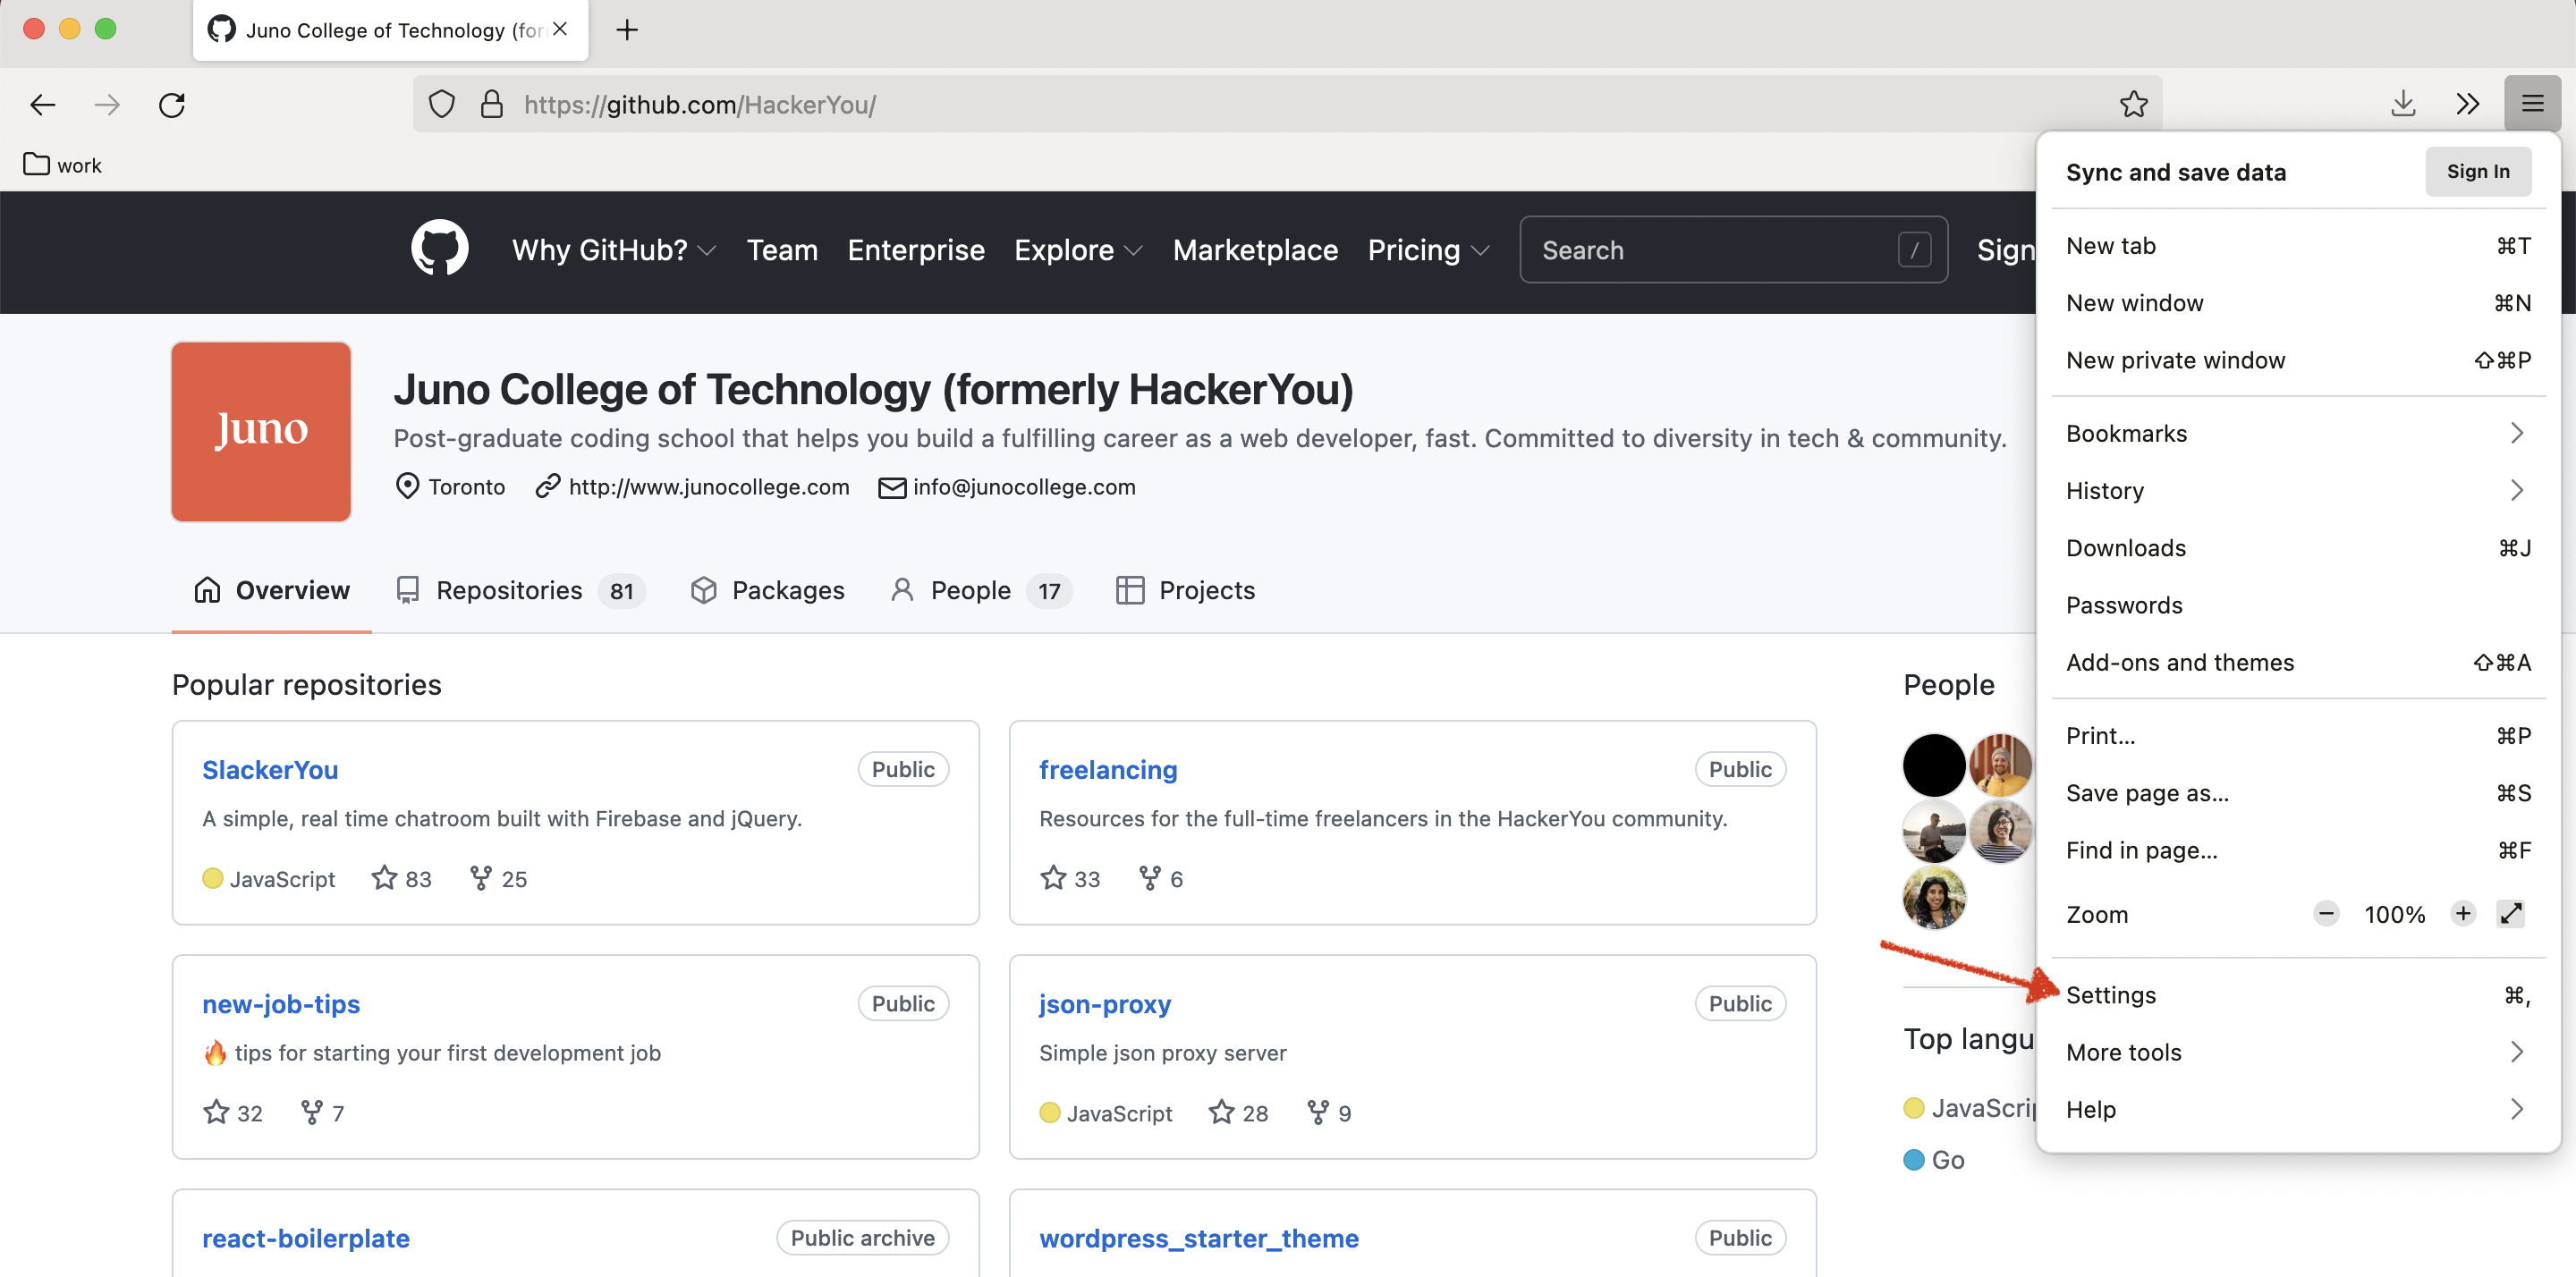 Juno College of Technology (for
https://github.com/HackerYou/
work
Why GitHub? Team Enterprise Explore Marketplace Pricing Search / Sign
Juno
Juno College of Technology (formerly HackerYou)
Post-graduate coding school that helps you build a fulfilling career as a web developer, fast. Committed to diversity in tech & community.
Toronto http://www.junocollege.com info@junocollege.com
Overview Repositories 81 Packages People 17 Projects
Popular repositories
SlackerYou Public
A simple, real time chatroom built with Firebase and jQuery.
JavaScript 83 25
freelancing Public
Resources for the full-time freelancers in the HackerYou community.
33 6
new-job-tips Public
🔥 tips for starting your first development job
32 7
json-proxy Public
Simple json proxy server
JavaScript 28 9
react-boilerplate Public archive
wordpress_starter_theme Public
People
Top langu
JavaScrip
Go
Sync and save data Sign In
New tab ⌘T
New window ⌘N
New private window ⇧⌘P
Bookmarks
History
Downloads ⌘J
Passwords
Add-ons and themes ⇧⌘A
Print... ⌘P
Save page as... ⌘S
Find in page... ⌘F
Zoom − 100% +
Settings ⌘,
More tools
Help